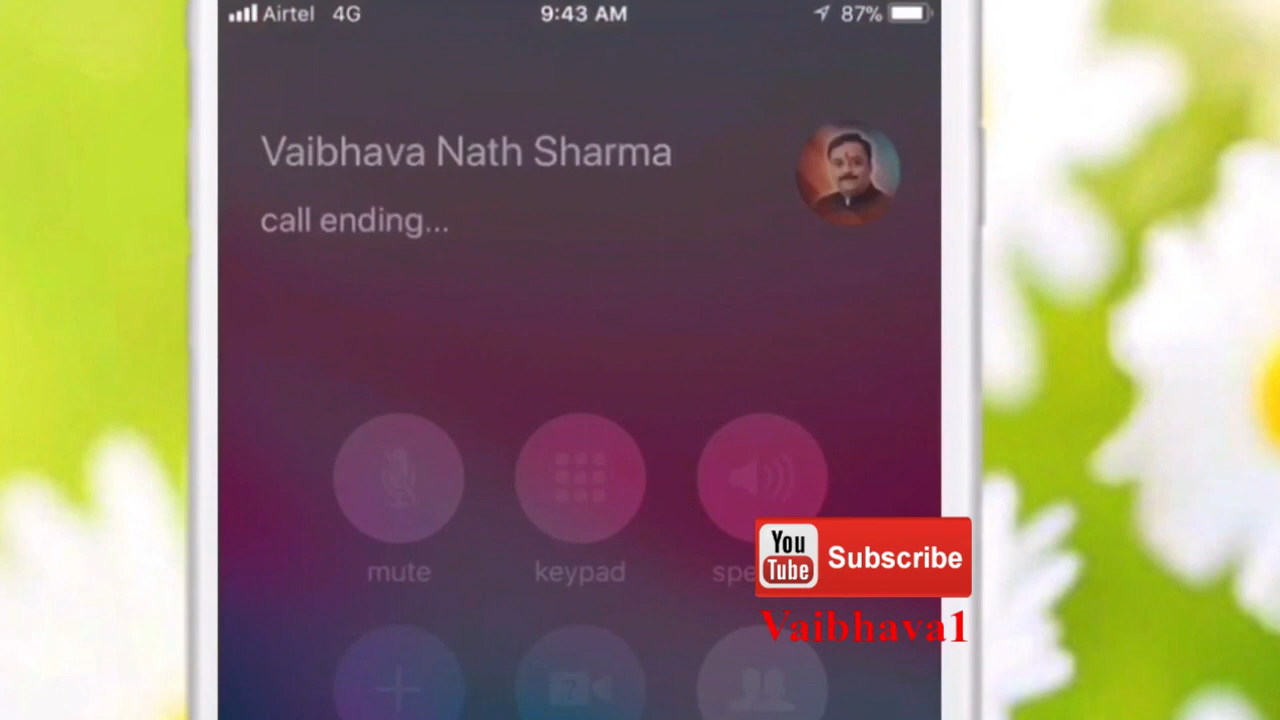 Airtel 4G 9:43 AM 87%
Vaibhava Nath Sharma
call ending...
mute keypad spe
You Tube Subscribe
Vaibhava1